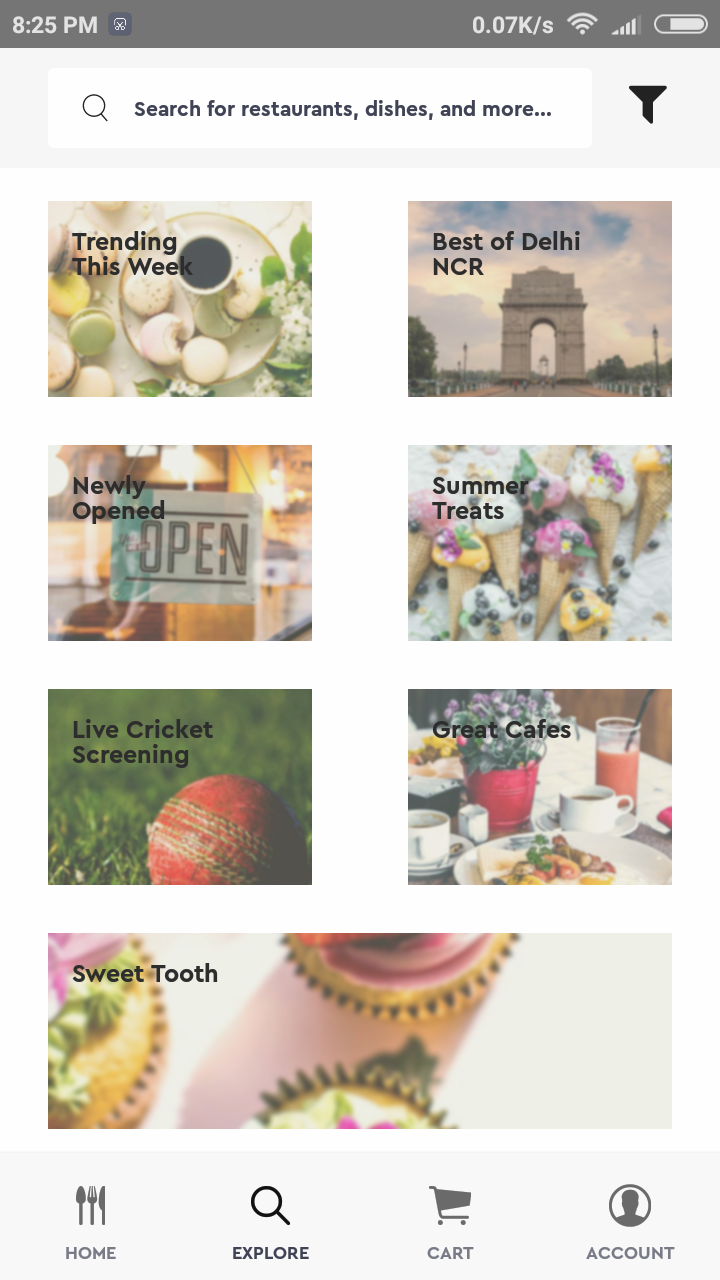 8:25 PM
0.07K/s
Search for restaurants, dishes, and more...
Trending
This Week
Best of Delhi
NCR
Newly
Opened
OPEN
Summer
Treats
Live Cricket
Screening
Great Cafes
Sweet Tooth
HOME
EXPLORE
CART
ACCOUNT